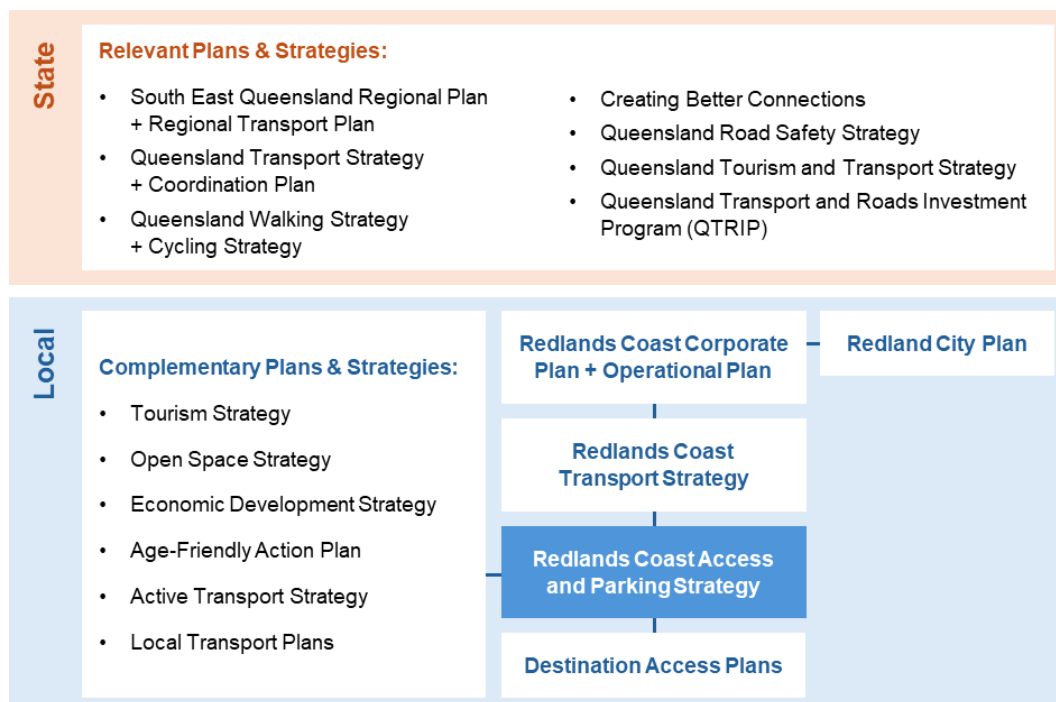 State
Relevant Plans & Strategies:
• South East Queensland Regional Plan
+ Regional Transport Plan
• Queensland Transport Strategy
+ Coordination Plan
• Queensland Walking Strategy
+ Cycling Strategy
• Creating Better Connections
• Queensland Road Safety Strategy
• Queensland Tourism and Transport Strategy
• Queensland Transport and Roads Investment
Program (QTRIP)
Local
Complementary Plans & Strategies:
• Tourism Strategy
• Open Space Strategy
• Economic Development Strategy
• Age-Friendly Action Plan
• Active Transport Strategy
• Local Transport Plans
Redlands Coast Corporate
Plan + Operational Plan
Redland City Plan
Redlands Coast
Transport Strategy
Redlands Coast Access
and Parking Strategy
Destination Access Plans